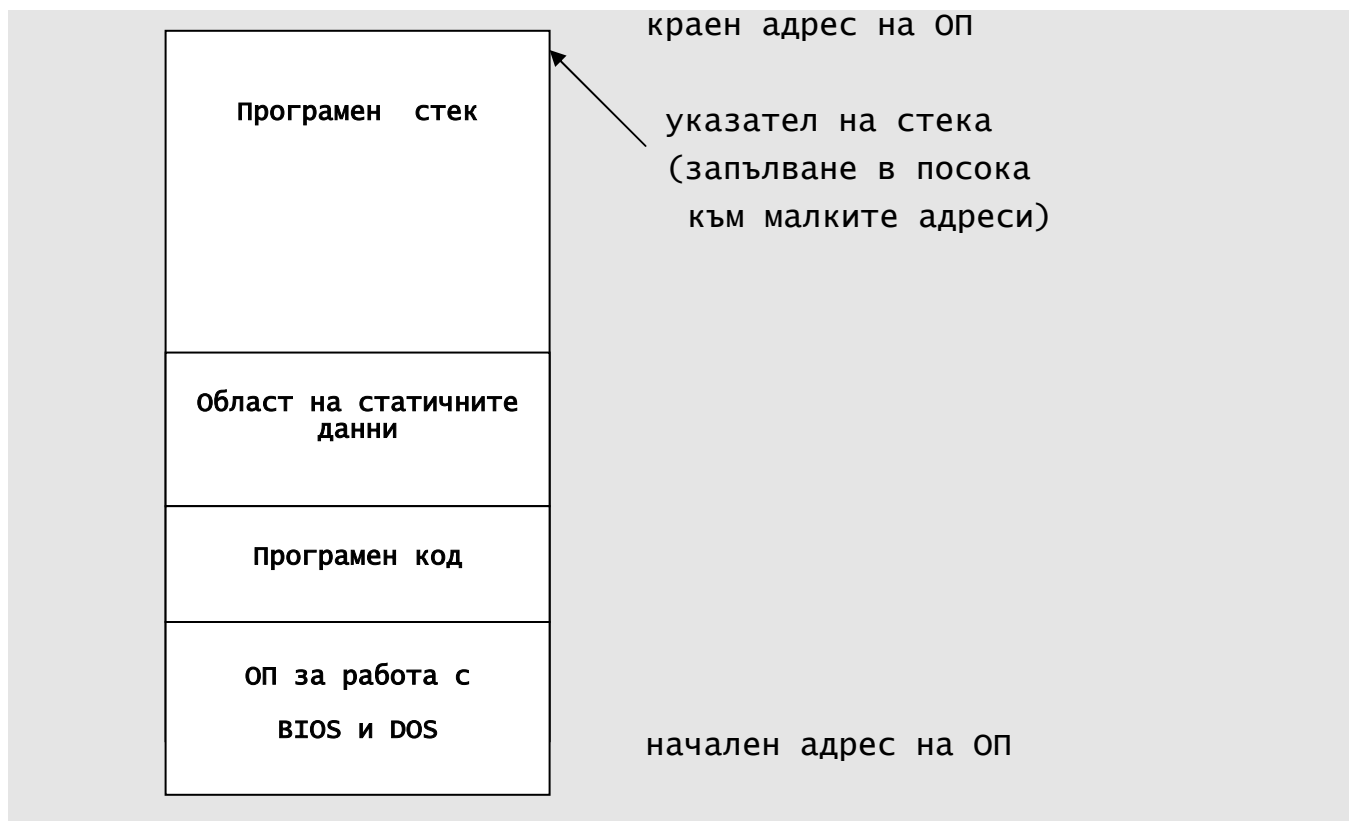 краен адрес на ОП
Програмен стек
указател на стека
(запълване в посока
към малките адреси)
Област на статичните
данни
Програмен код
ОП за работа с
BIOS и DOS
начален адрес на ОП